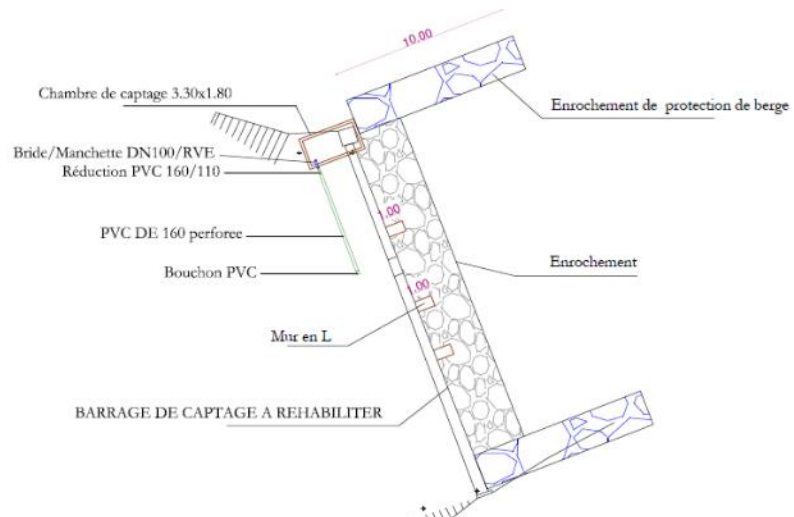 10.00
Chambre de captage 3.30x1.80
Enrochement de protection de berge
Bride/Manchette DN100/RVE
Réduction PVC 160/110
1.00
PVC DE 160 perforee
Enrochement
Bouchon PVC
1.00
Mur en L
BARRAGE DE CAPTAGE A REHABILITER